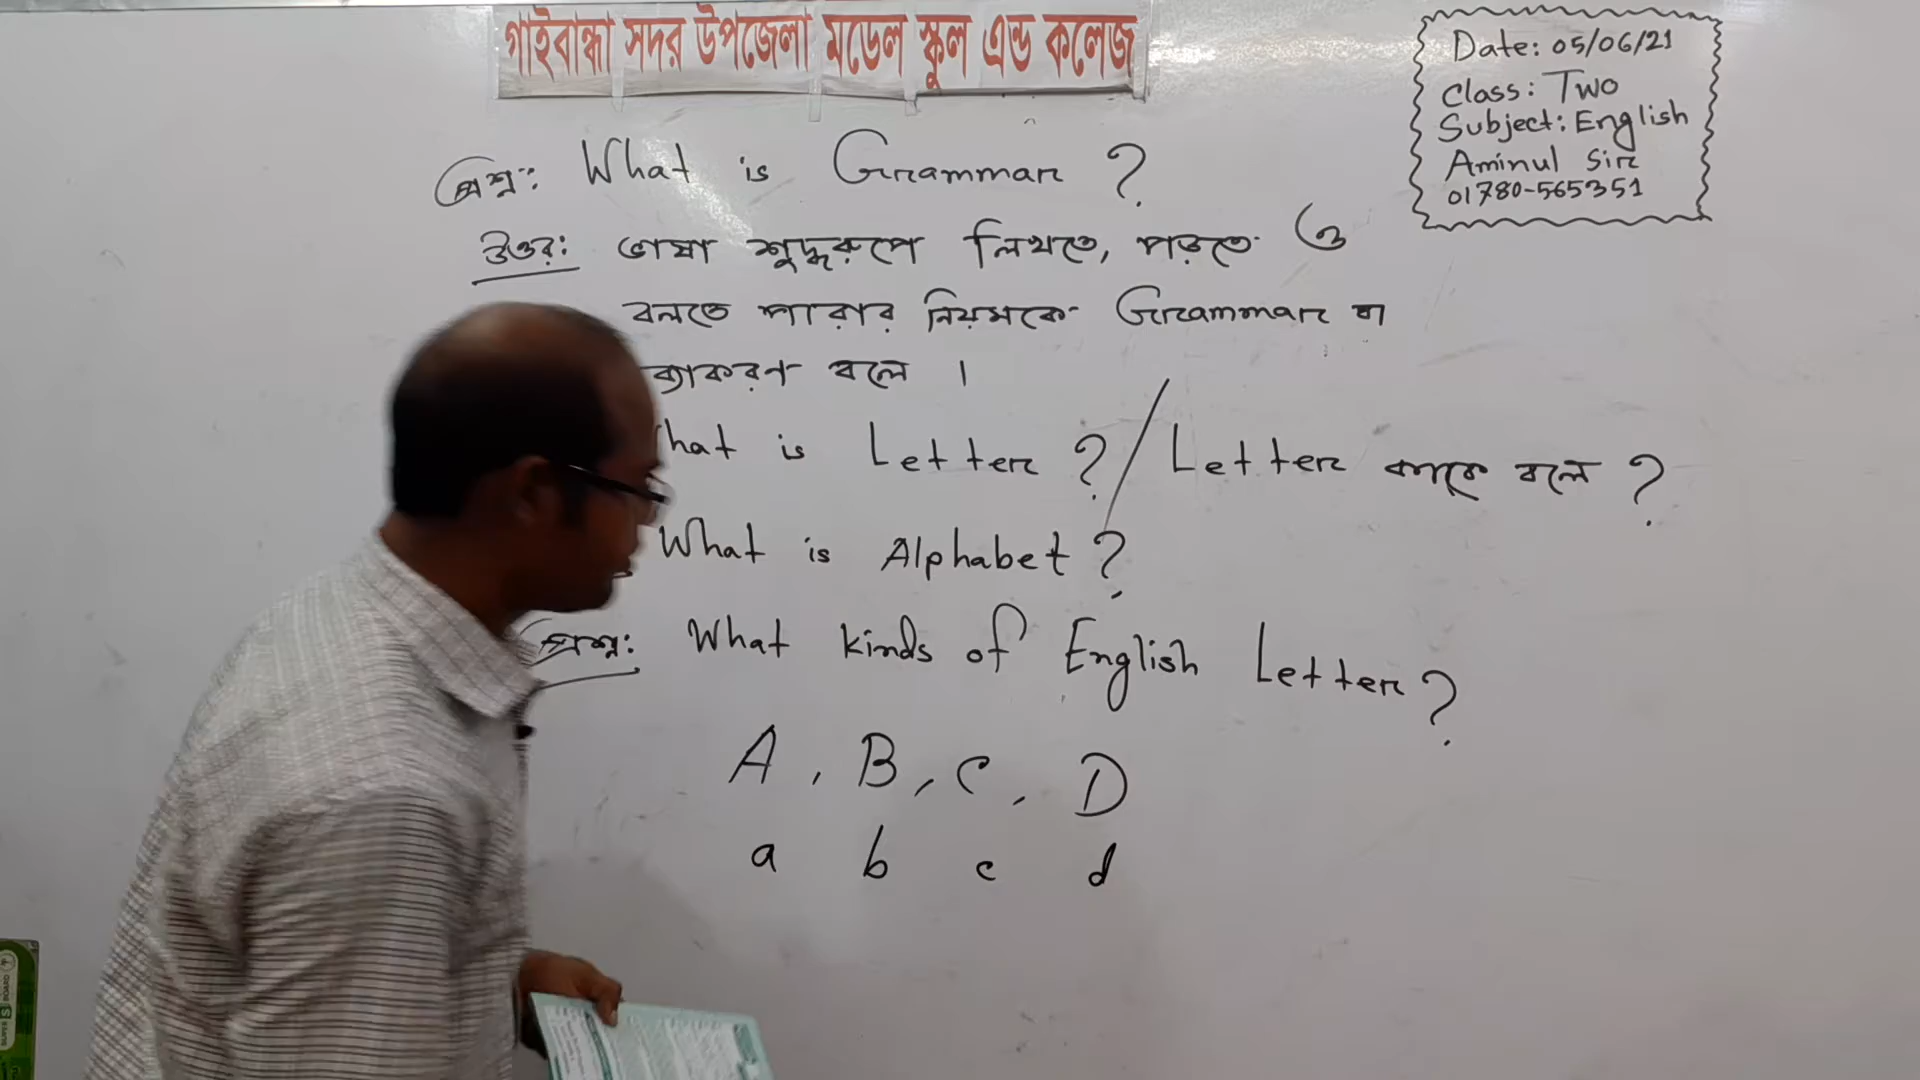 গাইবান্ধা সদর উপজেলা মডেল স্কুল এন্ড কলেজ
Date: 05/06/21
Class: Two
Subject: English
Aminul Sir
01780-565351
প্রশ্ন: What is Grammar ?
উত্তর: ভাষা শুদ্ধরুপে লিখতে, পড়তে ও
বলতে পারার নিয়মকে Grammar বা
ব্যাকরণ বলে ।
hat is Letter ? / Letter কাকে বলে ?
What is Alphabet ?
প্রশ্ন: What kinds of English Letter ?
A , B , C , D
a b c d